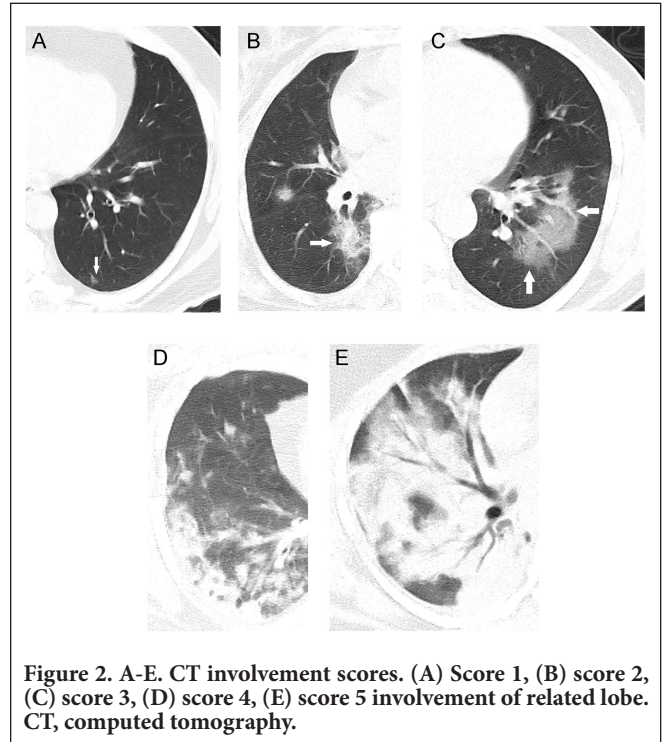 A
B
C
D
E
Figure 2. A-E. CT involvement scores. (A) Score 1, (B) score 2,
(C) score 3, (D) score 4, (E) score 5 involvement of related lobe.
CT, computed tomography.